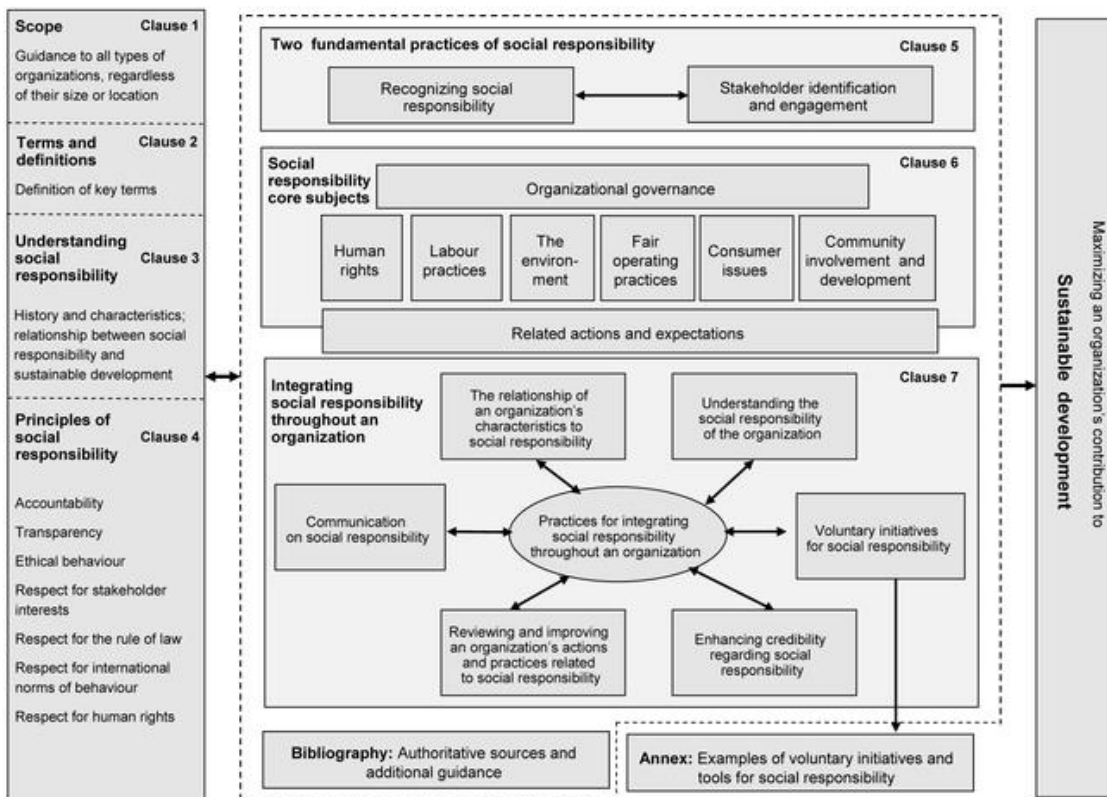 Scope Clause 1
Guidance to all types of
organizations, regardless
of their size or location
Terms and Clause 2
definitions
Definition of key terms
Understanding
social Clause 3
responsibility
History and characteristics;
relationship between social
responsibility and
sustainable development
Principles of
social Clause 4
responsibility
Accountability
Transparency
Ethical behaviour
Respect for stakeholder
interests
Respect for the rule of law
Respect for international
norms of behaviour
Respect for human rights
Two fundamental practices of social responsibility Clause 5
Recognizing social
responsibility
Stakeholder identification
and engagement
Social Clause 6
responsibility
core subjects
Organizational governance
Human
rights
Labour
practices
The
environ-
ment
Fair
operating
practices
Consumer
issues
Community
involvement and
development
Related actions and expectations
Integrating Clause 7
social responsibility
throughout an
organization
The relationship of
an organization's
characteristics to
social responsibility
Understanding the
social responsibility
of the organization
Communication
on social responsibility
Practices for integrating
social responsibility
throughout an organization
Voluntary initiatives
for social responsibility
Reviewing and improving
an organization's actions
and practices related
to social responsibility
Enhancing credibility
regarding social
responsibility
Bibliography: Authoritative sources and
additional guidance
Annex: Examples of voluntary initiatives and
tools for social responsibility
Maximizing an organization's contribution to
Sustainable development